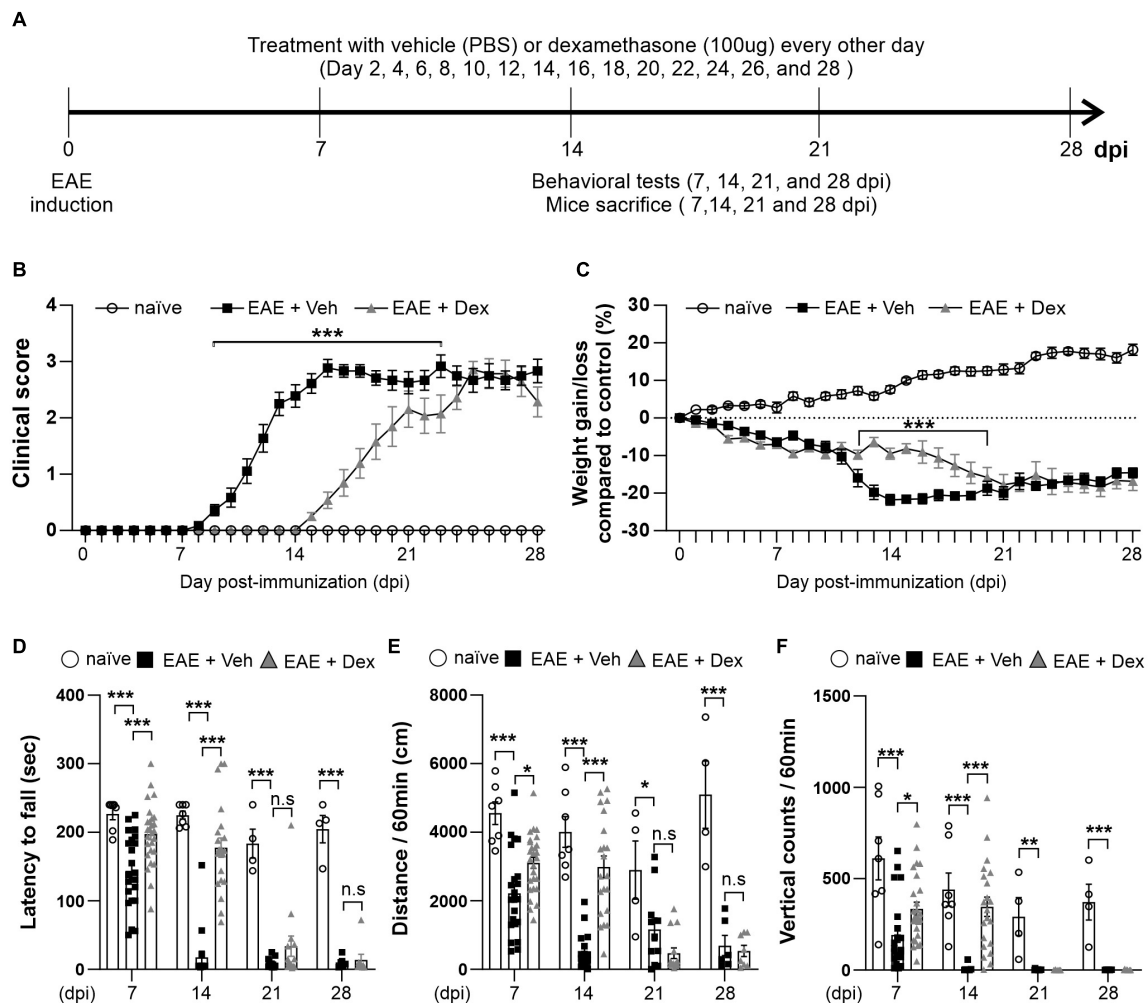 A
Treatment with vehicle (PBS) or dexamethasone (100ug) every other day
(Day 2, 4, 6, 8, 10, 12, 14, 16, 18, 20, 22, 24, 26, and 28 )
0 7 14 21 28 dpi
EAE induction
Behavioral tests (7, 14, 21, and 28 dpi)
Mice sacrifice ( 7,14, 21 and 28 dpi)
B
naïve EAE + Veh EAE + Dex
***
Clinical score
4
3
2
1
0
0 7 14 21 28
Day post-immunization (dpi)
C
naïve EAE + Veh EAE + Dex
***
Weight gain/loss
compared to control (%)
30
20
10
0
-10
-20
-30
0 7 14 21 28
Day post-immunization (dpi)
D
naïve EAE + Veh EAE + Dex
Latency to fall (sec)
400
300
200
100
0
*** *** *** *** *** n.s *** n.s
(dpi) 7 14 21 28
E
naïve EAE + Veh EAE + Dex
Distance / 60min (cm)
8000
6000
4000
2000
0
*** * *** *** * n.s *** n.s
(dpi) 7 14 21 28
F
naïve EAE + Veh EAE + Dex
Vertical counts / 60min
1500
1000
500
0
*** * *** *** ** ***
(dpi) 7 14 21 28